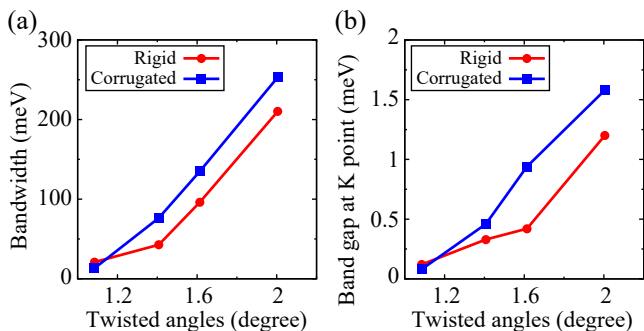 (a)
300
200
100
0
Bandwidth (meV)
Rigid
Corrugated
1.2 1.6 2
Twisted angles (degree)
(b)
2
1.5
1
0.5
0
Band gap at K point (meV)
Rigid
Corrugated
1.2 1.6 2
Twisted angles (degree)